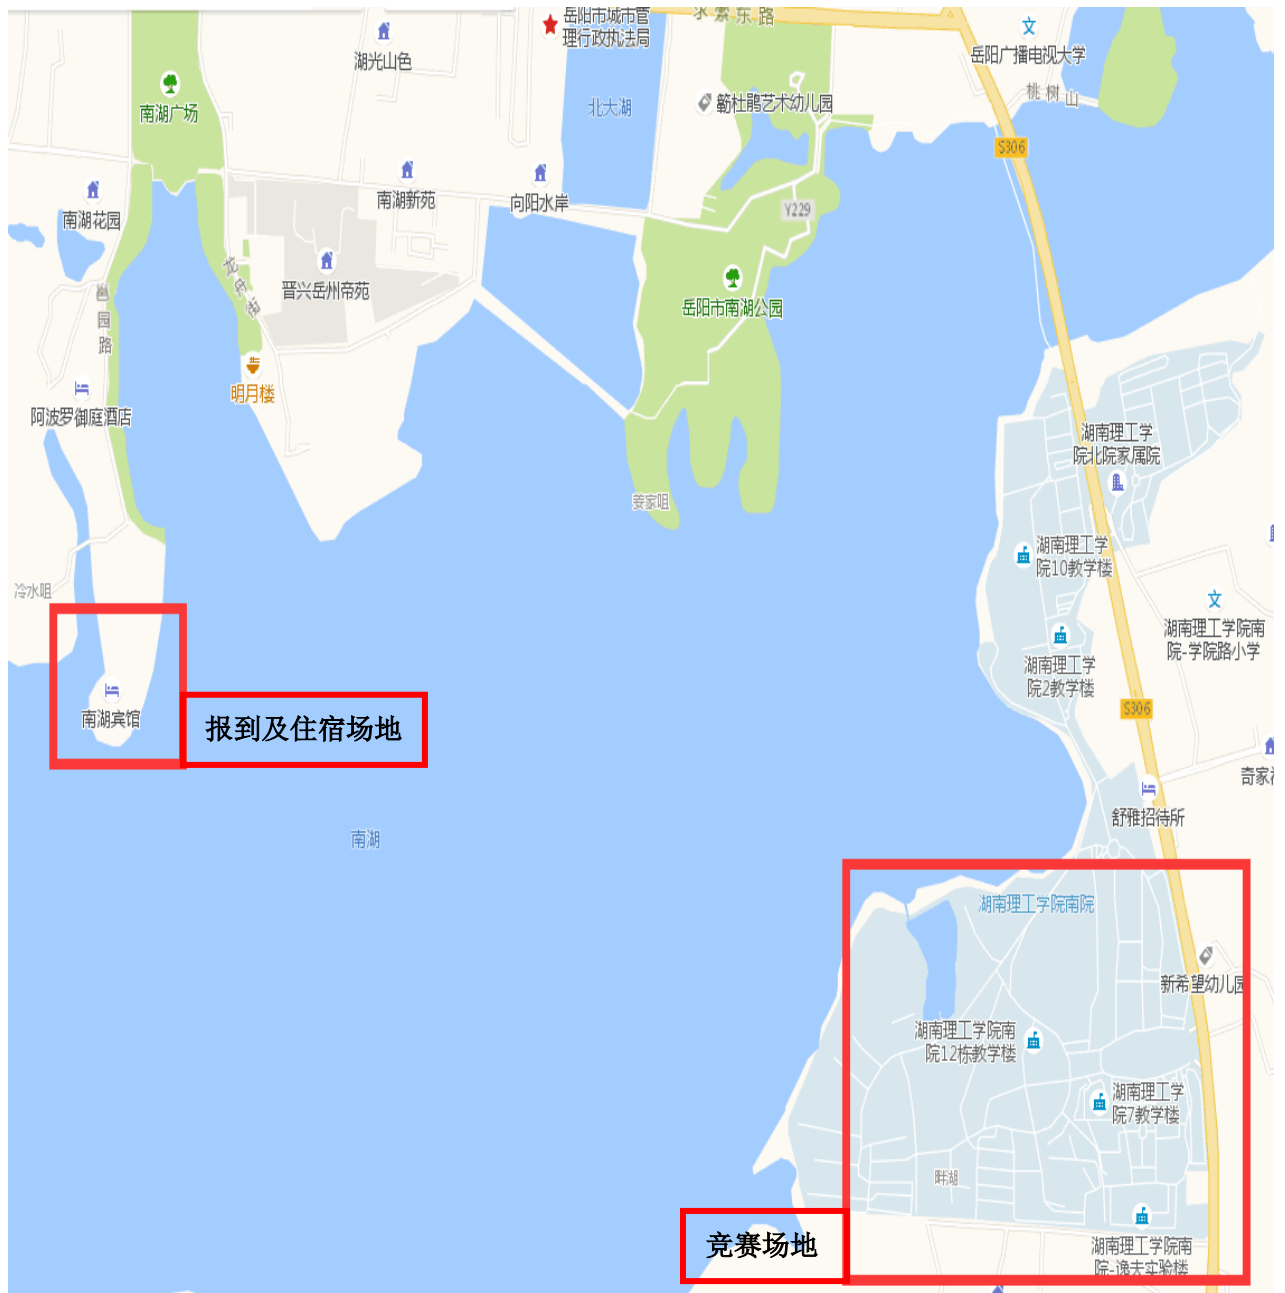 岳阳市城市管
理行政执法局
求索东路
文
岳阳广播电视大学
湖光山色
桃树山
南湖广场
北大湖
簕杜鹃艺术幼儿园
S306
南湖新苑
向阳水岸
南湖花园
Y229
龙舟街
晋兴岳州帝苑
岳阳市南湖公园
邕园路
明月楼
阿波罗御庭酒店
湖南理工学
院北院家属院
姜家咀
湖南理工学
院10教学楼
冷水咀
文
湖南理工学院南
院-学院路小学
湖南理工学
院2教学楼
S306
南湖宾馆
报到及住宿场地
奇家
舒雅招待所
南湖
湖南理工学院南院
新希望幼儿园
湖南理工学院南
院12栋教学楼
湖南理工学
院7教学楼
畔湖
竞赛场地
湖南理工学院南
院-逸夫实验楼